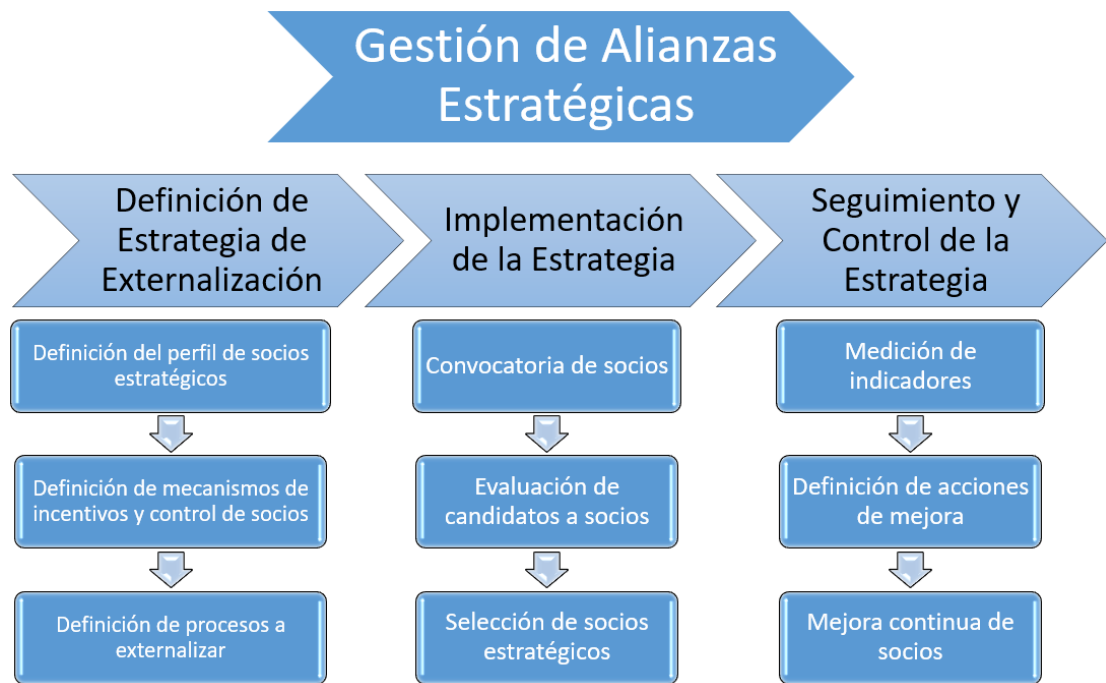 Gestión de Alianzas
Estratégicas
Definición de
Estrategia de
Externalización
Definición del perfil de socios
estratégicos
Definición de mecanismos de
incentivos y control de socios
Definición de procesos a
externalizar
Implementación
de la Estrategia
Convocatoria de socios
Evaluación de
candidatos a socios
Selección de socios
estratégicos
Seguimiento y
Control de la
Estrategia
Medición de
indicadores
Definición de acciones
de mejora
Mejora continua de
socios